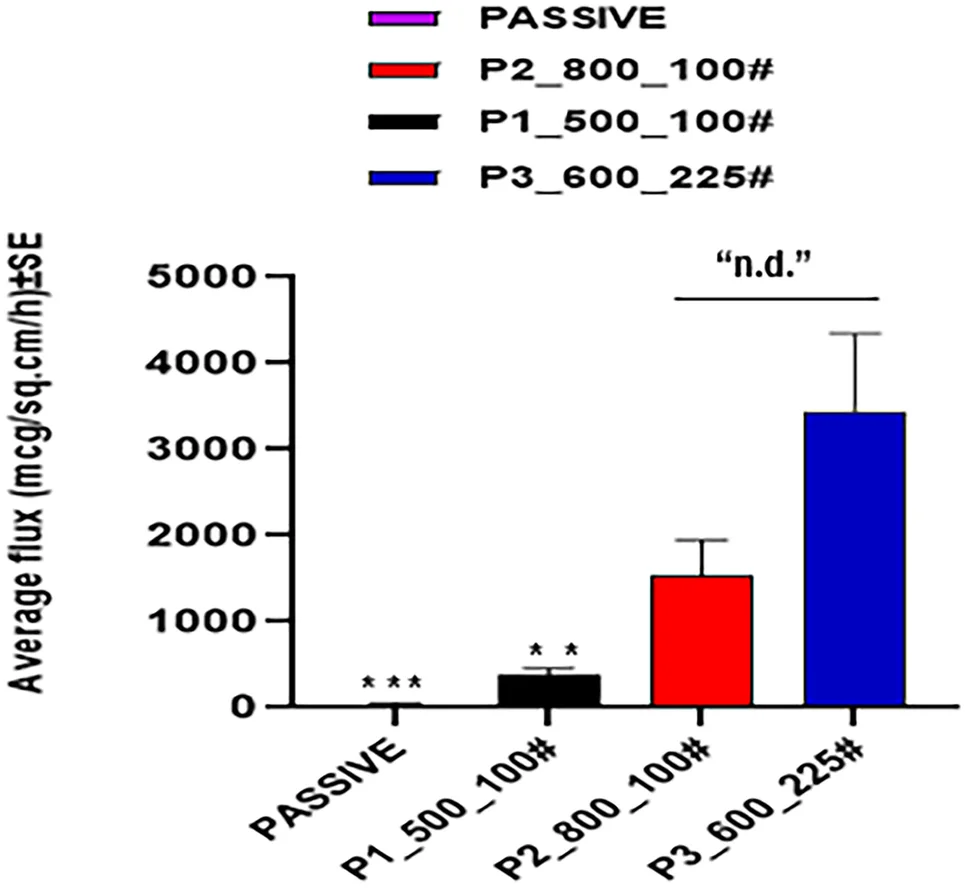 PASSIVE
P2_800_100#
P1_500_100#
P3_600_225#
Average flux (mcg/sq.cm/h)±SE
“n.d.”
5000
4000
3000
2000
1000
0
* * *
* *
PASSIVE
P1_500_100#
P2_800_100#
P3_600_225#